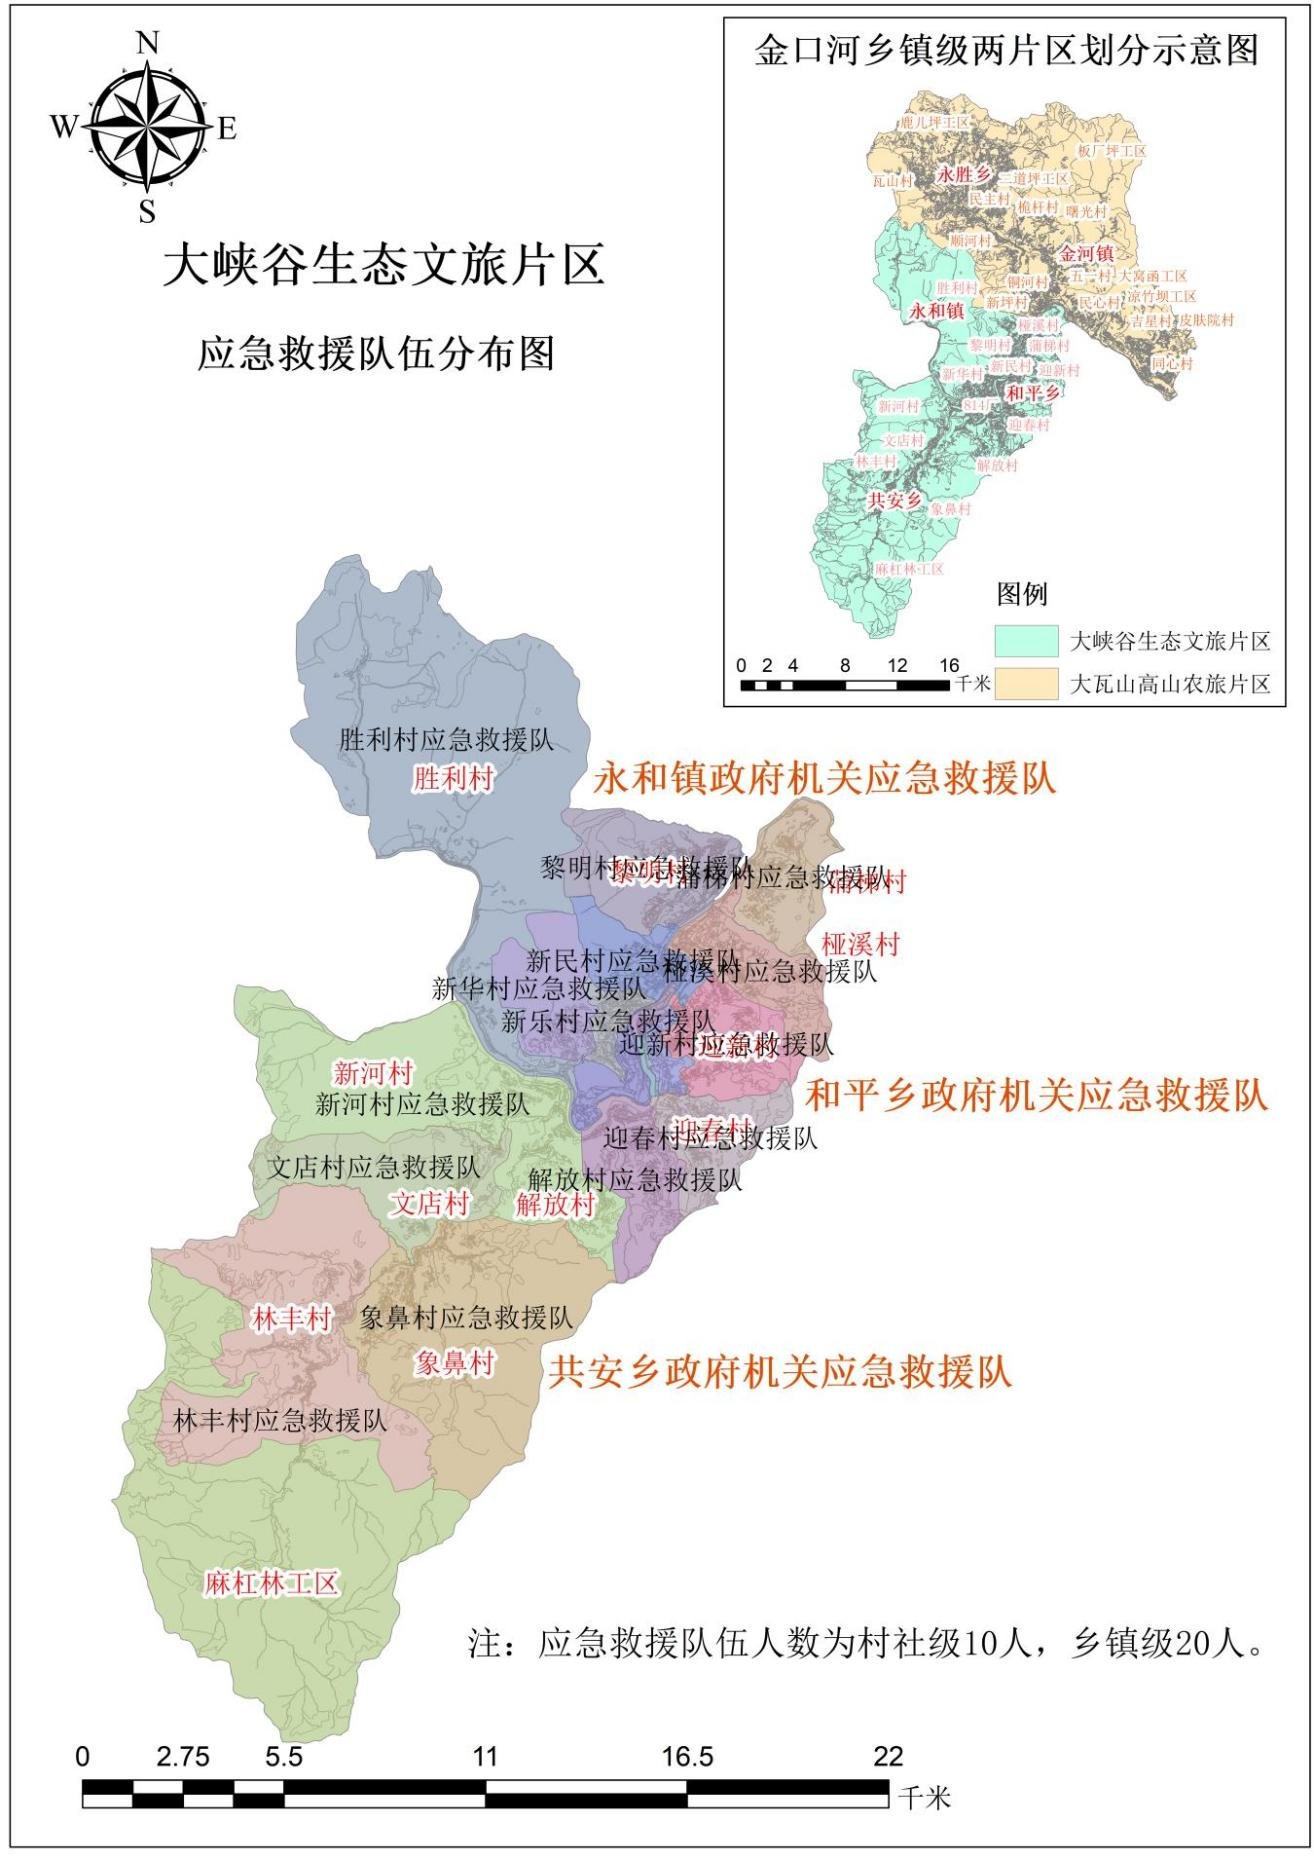 N
W
E
S
大峡谷生态文旅片区
应急救援队伍分布图
金口河乡镇级两片区划分示意图
鹿儿坪工区
板厂坪工区
永胜乡
瓦山村
二道坪工区
民主村
桅杆村
曙光村
顺河村
金河镇
五一村
大窝函工区
铜河村
胜利村
新坪村
民心村
凉竹坝工区
永和镇
吉星村
皮肤院村
桠溪村
黎明村
蒲梯村
同心村
新华村
新民村
迎新村
和平乡
新河村
814厂
迎春村
文店村
林丰村
解放村
共安乡
象鼻村
麻杠林工区
图例
大峡谷生态文旅片区
大瓦山高山农旅片区
0 2 4 8 12 16
千米
胜利村应急救援队
胜利村
永和镇政府机关应急救援队
黎明村应急救援队
黎明村
蒲梯村应急救援队
蒲梯村
桠溪村
新民村应急救援队
桠溪村应急救援队
新华村应急救援队
新乐村应急救援队
迎新村应急救援队
迎新村
新河村
新河村应急救援队
和平乡政府机关应急救援队
迎春村
迎春村应急救援队
文店村应急救援队
解放村应急救援队
文店村
解放村
林丰村
象鼻村应急救援队
象鼻村
共安乡政府机关应急救援队
林丰村应急救援队
麻杠林工区
注：应急救援队伍人数为村社级10人，乡镇级20人。
0 2.75 5.5 11 16.5 22
千米